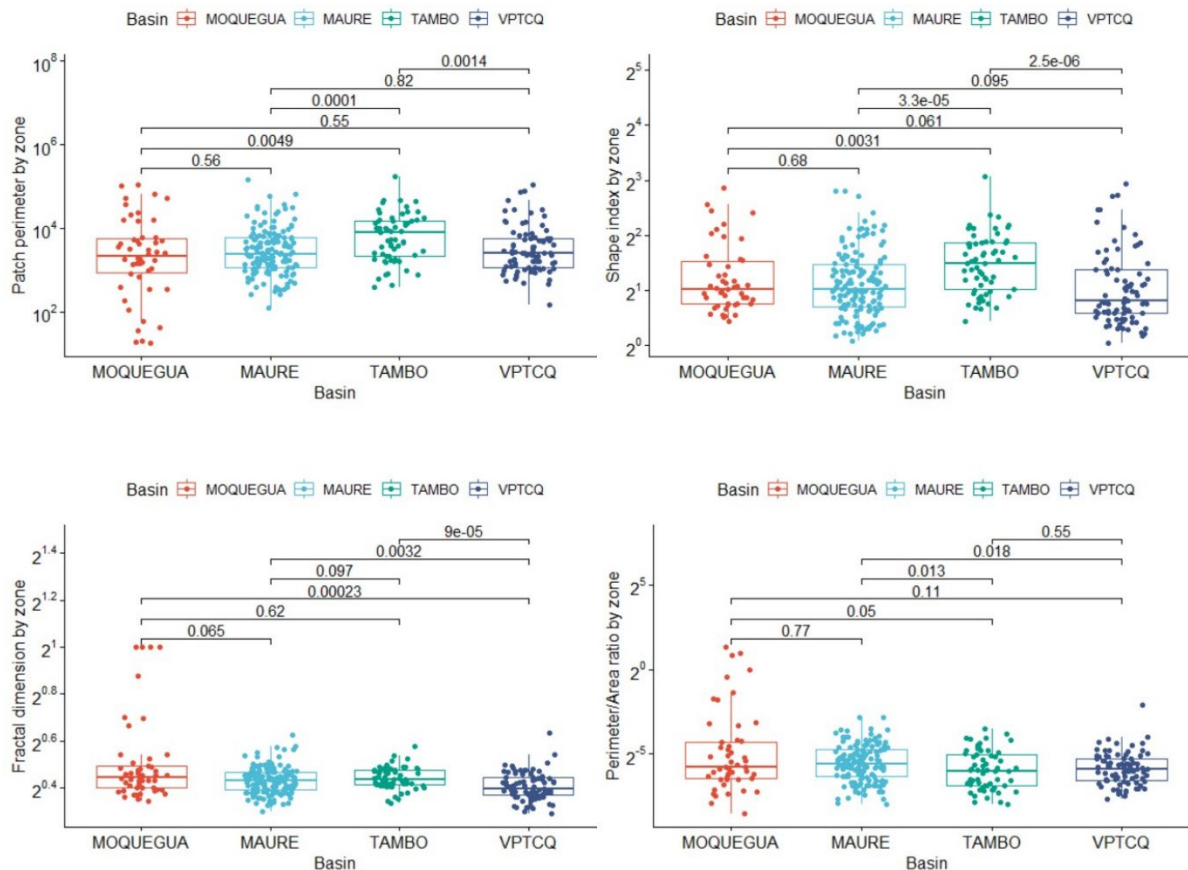 Basin MOQUEGUA MAURE TAMBO VPTCQ
Patch perimeter by zone
10^8
10^6
10^4
10^2
0.0014
0.82
0.0001
0.55
0.0049
0.56
MOQUEGUA MAURE TAMBO VPTCQ
Basin
Basin MOQUEGUA MAURE TAMBO VPTCQ
Shape index by zone
2^5
2^4
2^3
2^2
2^1
2^0
2.5e-06
0.095
3.3e-05
0.061
0.0031
0.68
MOQUEGUA MAURE TAMBO VPTCQ
Basin
Basin MOQUEGUA MAURE TAMBO VPTCQ
Fractal dimension by zone
2^1.4
2^1.2
2^1
2^0.8
2^0.6
2^0.4
9e-05
0.0032
0.097
0.00023
0.62
0.065
MOQUEGUA MAURE TAMBO VPTCQ
Basin
Basin MOQUEGUA MAURE TAMBO VPTCQ
Perimeter/Area ratio by zone
2^5
2^0
2^-5
0.55
0.018
0.013
0.11
0.05
0.77
MOQUEGUA MAURE TAMBO VPTCQ
Basin